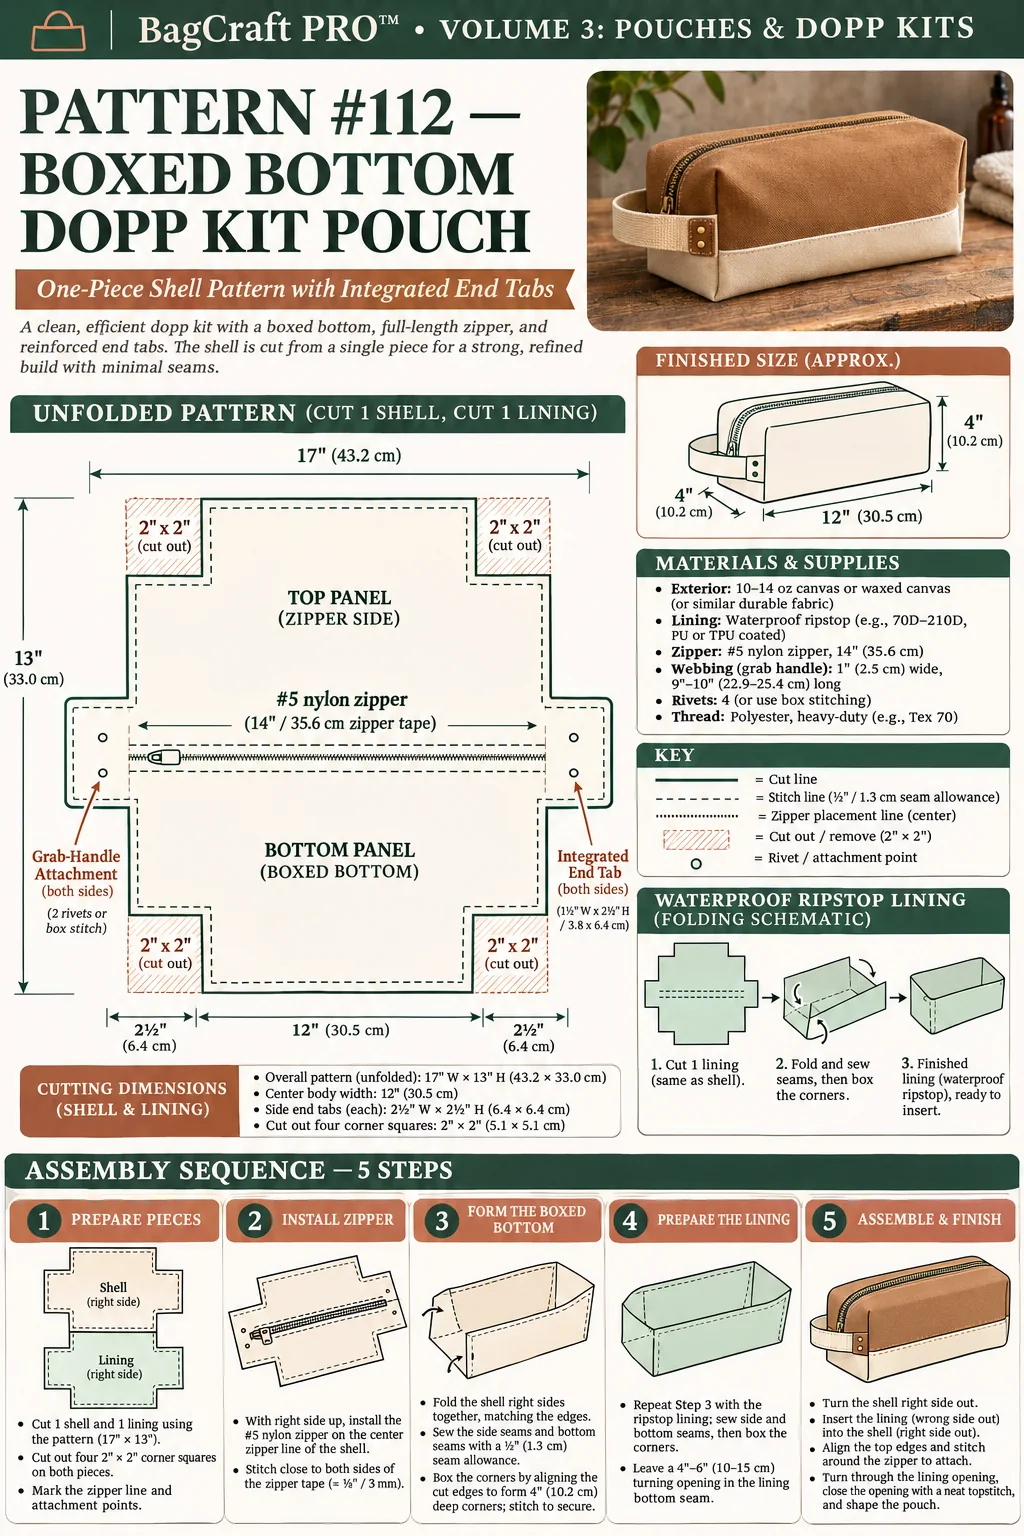 BagCraft PRO™ • VOLUME 3: POUCHES & DOPP KITS
PATTERN #112 —
BOXED BOTTOM
DOPP KIT POUCH
One-Piece Shell Pattern with Integrated End Tabs
A clean, efficient dopp kit with a boxed bottom, full-length zipper, and
reinforced end tabs. The shell is cut from a single piece for a strong, refined
build with minimal seams.
UNFOLDED PATTERN (CUT 1 SHELL, CUT 1 LINING)
17" (43.2 cm)
2" x 2"
(cut out)
2" x 2"
(cut out)
TOP PANEL
(ZIPPER SIDE)
13"
(33.0 cm)
#5 nylon zipper
(14" / 35.6 cm zipper tape)
BOTTOM PANEL
(BOXED BOTTOM)
Grab-Handle
Attachment
(both sides)
(2 rivets or
box stitch)
Integrated
End Tab
(both sides)
(1½" W x 2½" H
/ 3.8 x 6.4 cm)
2" x 2"
(cut out)
2" x 2"
(cut out)
2½"
(6.4 cm)
12" (30.5 cm)
2½"
(6.4 cm)
CUTTING DIMENSIONS
(SHELL & LINING)
• Overall pattern (unfolded): 17" W × 13" H (43.2 × 33.0 cm)
• Center body width: 12" (30.5 cm)
• Side end tabs (each): 2½" W × 2½" H (6.4 × 6.4 cm)
• Cut out four corner squares: 2" × 2" (5.1 × 5.1 cm)
FINISHED SIZE (APPROX.)
4"
(10.2 cm)
4"
(10.2 cm)
12" (30.5 cm)
MATERIALS & SUPPLIES
• Exterior: 10–14 oz canvas or waxed canvas
(or similar durable fabric)
• Lining: Waterproof ripstop (e.g., 70D–210D,
PU or TPU coated)
• Zipper: #5 nylon zipper, 14" (35.6 cm)
• Webbing (grab handle): 1" (2.5 cm) wide,
9"–10" (22.9–25.4 cm) long
• Rivets: 4 (or use box stitching)
• Thread: Polyester, heavy-duty (e.g., Tex 70)
KEY
= Cut line
= Stitch line (½" / 1.3 cm seam allowance)
= Zipper placement line (center)
= Cut out / remove (2" × 2")
= Rivet / attachment point
WATERPROOF RIPSTOP LINING
(FOLDING SCHEMATIC)
1. Cut 1 lining
(same as shell).
2. Fold and sew
seams, then box
the corners.
3. Finished
lining (waterproof
ripstop), ready to
insert.
ASSEMBLY SEQUENCE — 5 STEPS
1 PREPARE PIECES
Shell
(right side)
Lining
(right side)
• Cut 1 shell and 1 lining using
the pattern (17" × 13").
• Cut out four 2" × 2" corner squares
on both pieces.
• Mark the zipper line and
attachment points.
2 INSTALL ZIPPER
• With right side up, install the
#5 nylon zipper on the center
zipper line of the shell.
• Stitch close to both sides of
the zipper tape (≈ ⅛" / 3 mm).
3 FORM THE BOXED
BOTTOM
• Fold the shell right sides
together, matching the edges.
• Sew the side seams and bottom
seams with a ½" (1.3 cm)
seam allowance.
• Box the corners by aligning the
cut edges to form 4" (10.2 cm)
deep corners; stitch to secure.
4 PREPARE THE LINING
• Repeat Step 3 with the
ripstop lining; sew side and
bottom seams, then box the
corners.
• Leave a 4"–6" (10–15 cm)
turning opening in the lining
bottom seam.
5 ASSEMBLE & FINISH
• Turn the shell right side out.
• Insert the lining (wrong side out)
into the shell (right side out).
• Align the top edges and stitch
around the zipper to attach.
• Turn through the lining opening,
close the opening with a neat topstitch,
and shape the pouch.